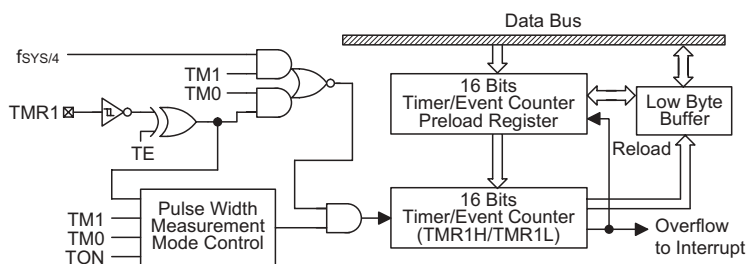 Data Bus
fSYS/4
TM1
TM0
TMR1
TE
16 Bits
Timer/Event Counter
Preload Register
Low Byte
Buffer
Reload
TM1
TM0
TON
Pulse Width
Measurement
Mode Control
16 Bits
Timer/Event Counter
(TMR1H/TMR1L)
Overflow
to Interrupt